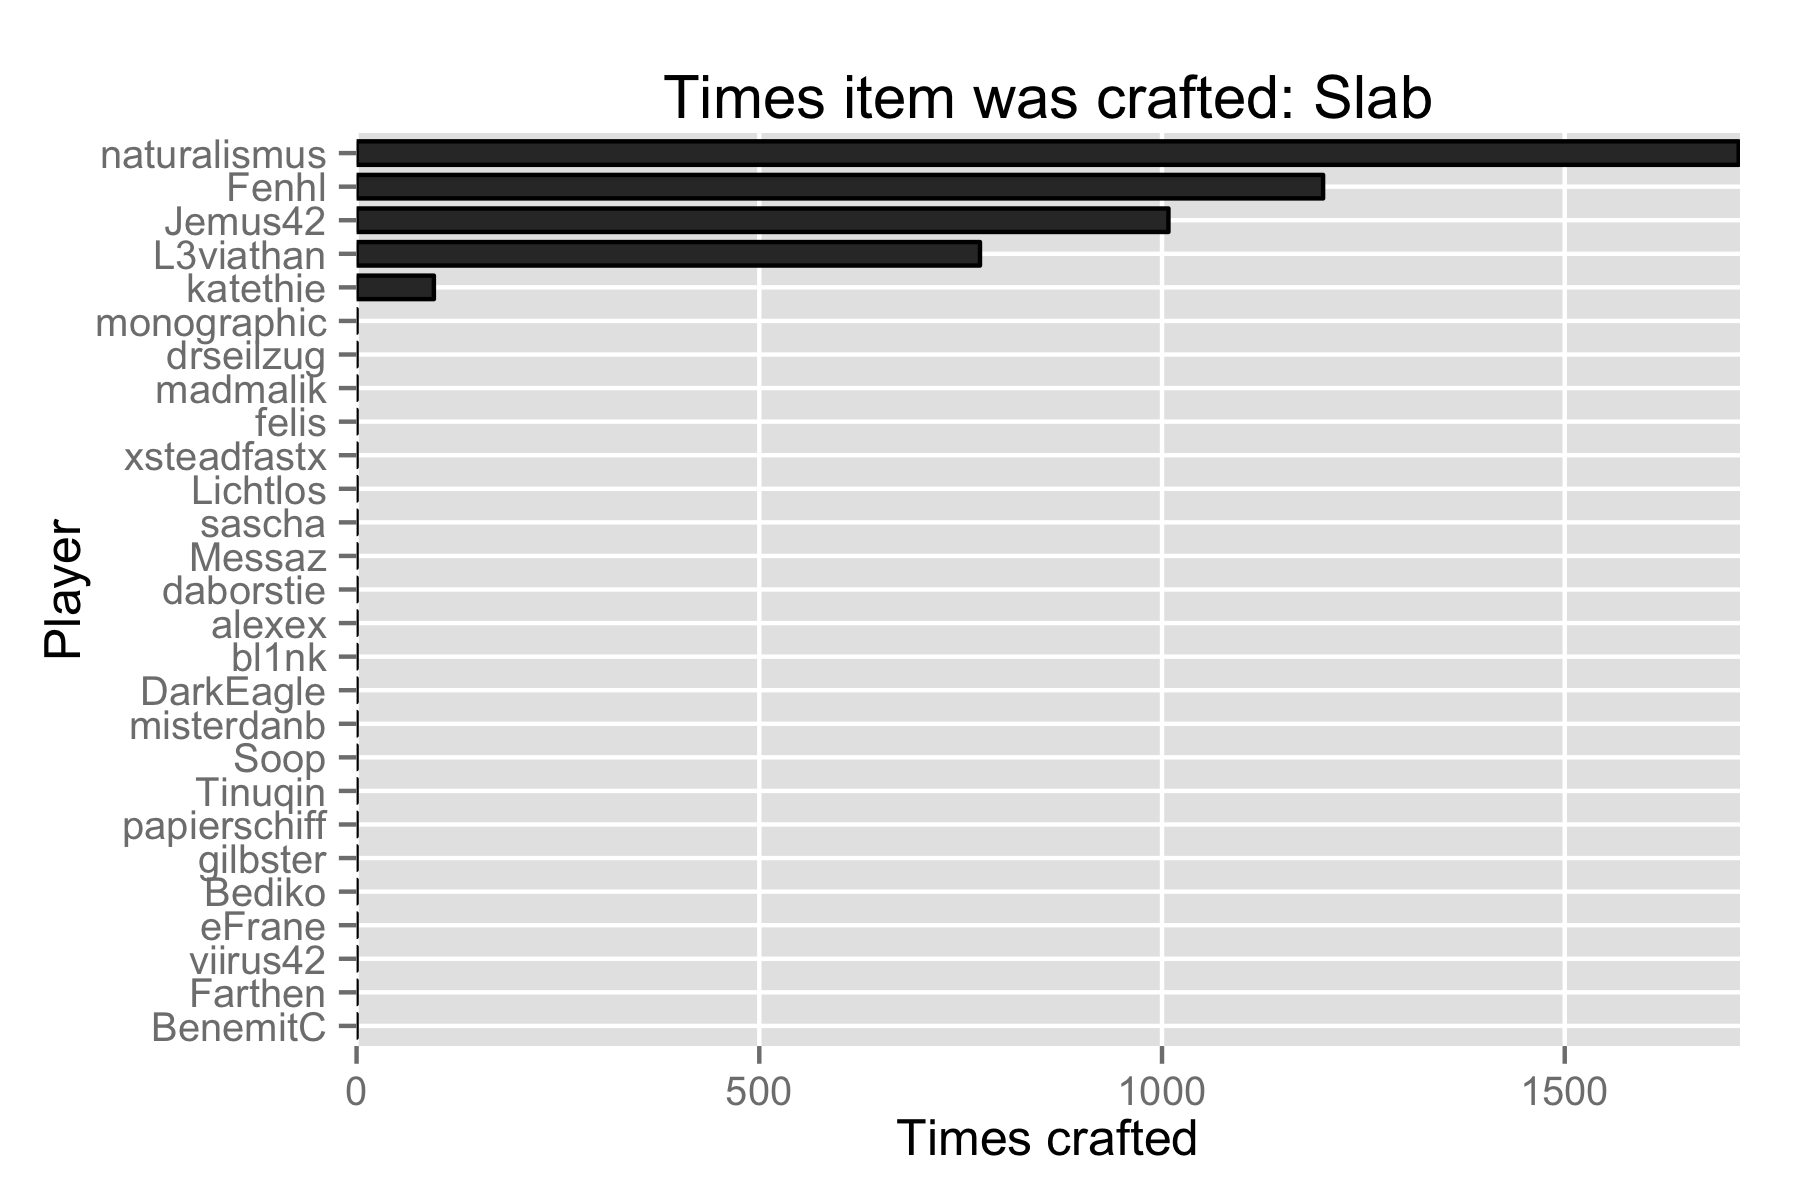 Times item was crafted: Slab
naturalismus
Fenhl
Jemus42
L3viathan
katethie
monographic
drseilzug
madmalik
felis
xsteadfastx
Lichtlos
sascha
Messaz
daborstie
alexex
bl1nk
DarkEagle
misterdanb
Soop
Tinuqin
papierschiff
gilbster
Bediko
eFrane
viirus42
Farthen
BenemitC
Player
0 500 1000 1500
Times crafted